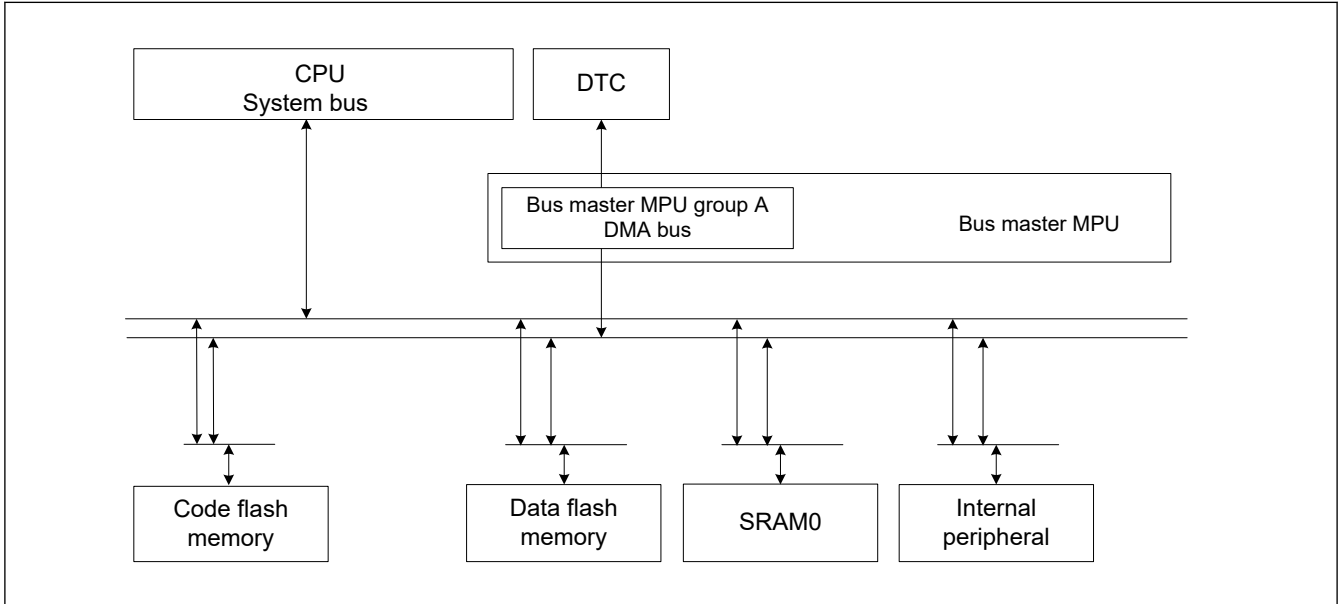 CPU
System bus
DTC
Bus master MPU group A
DMA bus
Bus master MPU
Code flash
memory
Data flash
memory
SRAM0
Internal
peripheral